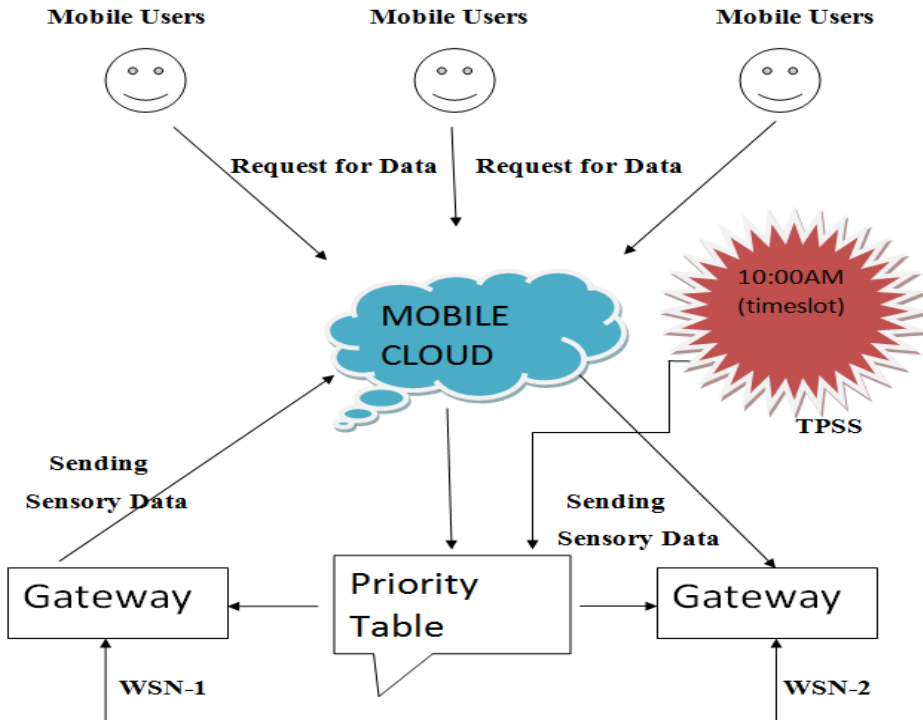 Mobile Users
Mobile Users
Mobile Users
Request for Data
Request for Data
10:00AM
(timeslot)
MOBILE
CLOUD
TPSS
Sending
Sensory Data
Sending
Sensory Data
Gateway
Priority
Table
Gateway
WSN-1
WSN-2